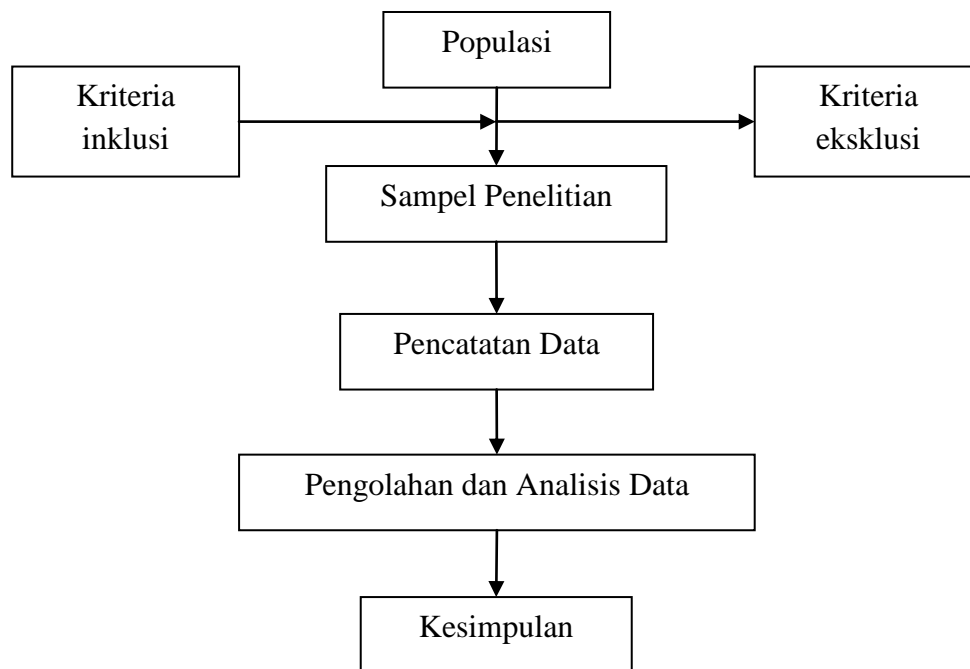 Populasi
Kriteria
inklusi
Kriteria
eksklusi
Sampel Penelitian
Pencatatan Data
Pengolahan dan Analisis Data
Kesimpulan